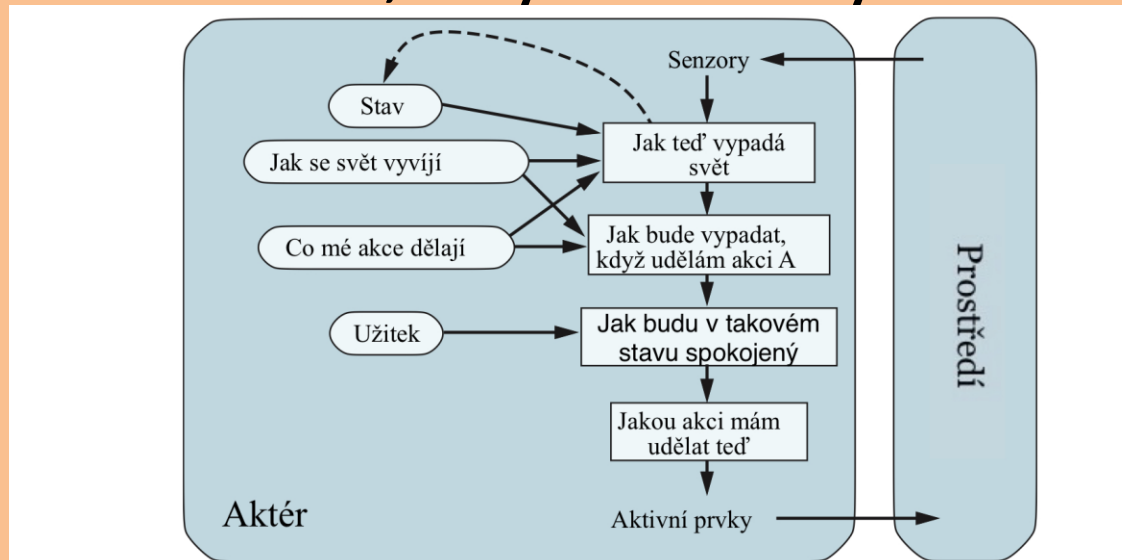 Senzory
Stav
Jak teď vypadá
svět
Jak se svět vyvíjí
Co mé akce dělají
Jak bude vypadat,
když udělám akci A
Užitek
Jak budu v takovém
stavu spokojený
Jakou akci mám
udělat teď
Aktér
Aktivní prvky
Prostředí